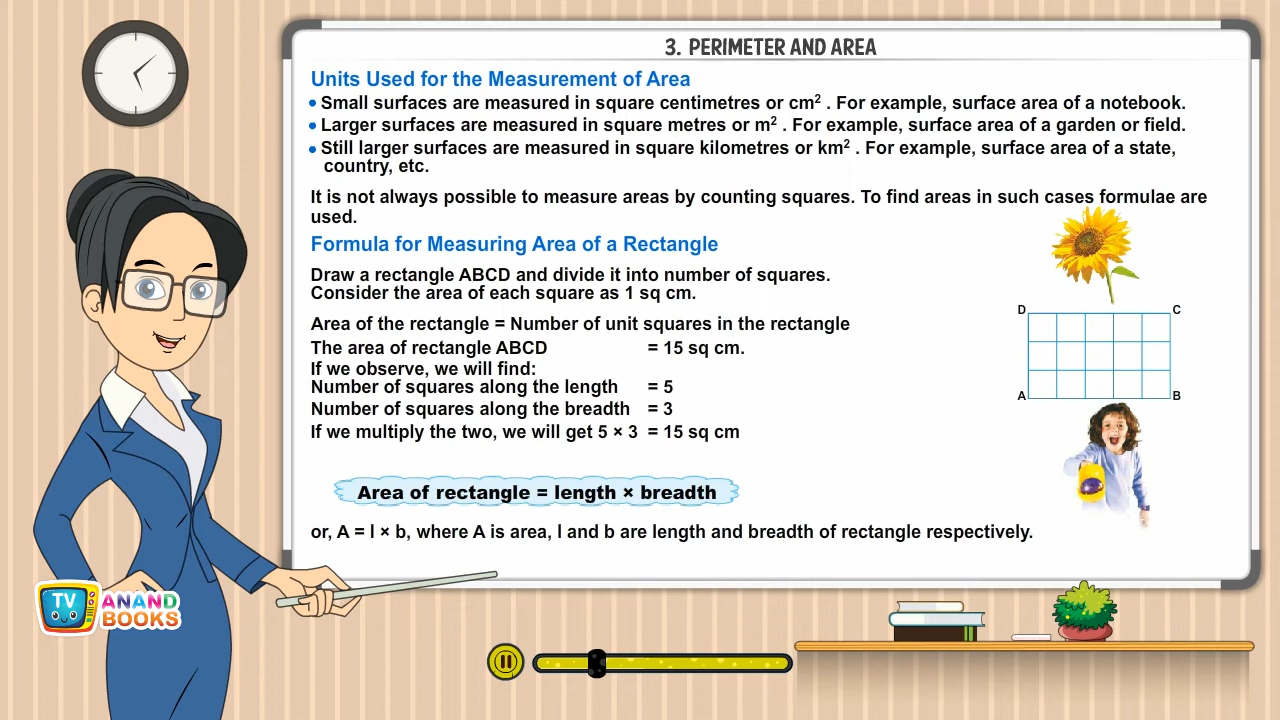 3. PERIMETER AND AREA
Units Used for the Measurement of Area
• Small surfaces are measured in square centimetres or cm² . For example, surface area of a notebook.
• Larger surfaces are measured in square metres or m² . For example, surface area of a garden or field.
• Still larger surfaces are measured in square kilometres or km² . For example, surface area of a state,
country, etc.
It is not always possible to measure areas by counting squares. To find areas in such cases formulae are
used.
Formula for Measuring Area of a Rectangle
Draw a rectangle ABCD and divide it into number of squares.
Consider the area of each square as 1 sq cm.
Area of the rectangle = Number of unit squares in the rectangle
The area of rectangle ABCD = 15 sq cm.
If we observe, we will find:
Number of squares along the length = 5
Number of squares along the breadth = 3
If we multiply the two, we will get 5 × 3 = 15 sq cm
Area of rectangle = length × breadth
or, A = l × b, where A is area, l and b are length and breadth of rectangle respectively.
D C
A B
TV ANAND
BOOKS